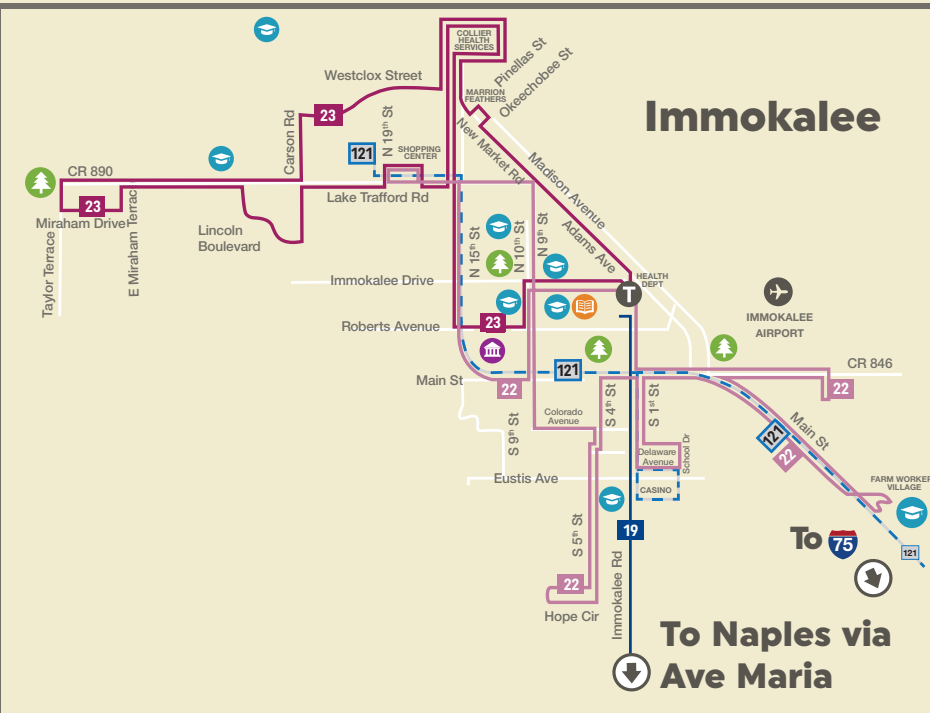 COLLIER
HEALTH
SERVICES
Pinellas St
Okeechobee St
Westclox Street
MARRION
FEATHERS
Immokalee
23
Carson Rd
N 19th St
121
SHOPPING
CENTER
New Market Rd
Madison Avenue
CR 890
Lake Trafford Rd
23
Miraham Drive
E Miraham Terrace
Taylor Terrace
Lincoln
Boulevard
N 15th St
N 10th St
N 9th St
Adams Ave
Immokalee Drive
HEALTH
DEPT
T
IMMOKALEE
AIRPORT
Roberts Avenue
23
Main St
121
22
CR 846
22
S 9th St
Colorado
Avenue
S 4th St
S 1st St
School Dr
Delaware
Avenue
121
22
Main St
Eustis Ave
CASINO
FARM WORKER
VILLAGE
19
S 5th St
To 75
121
22
Hope Cir
Immokalee Rd
To Naples via
Ave Maria